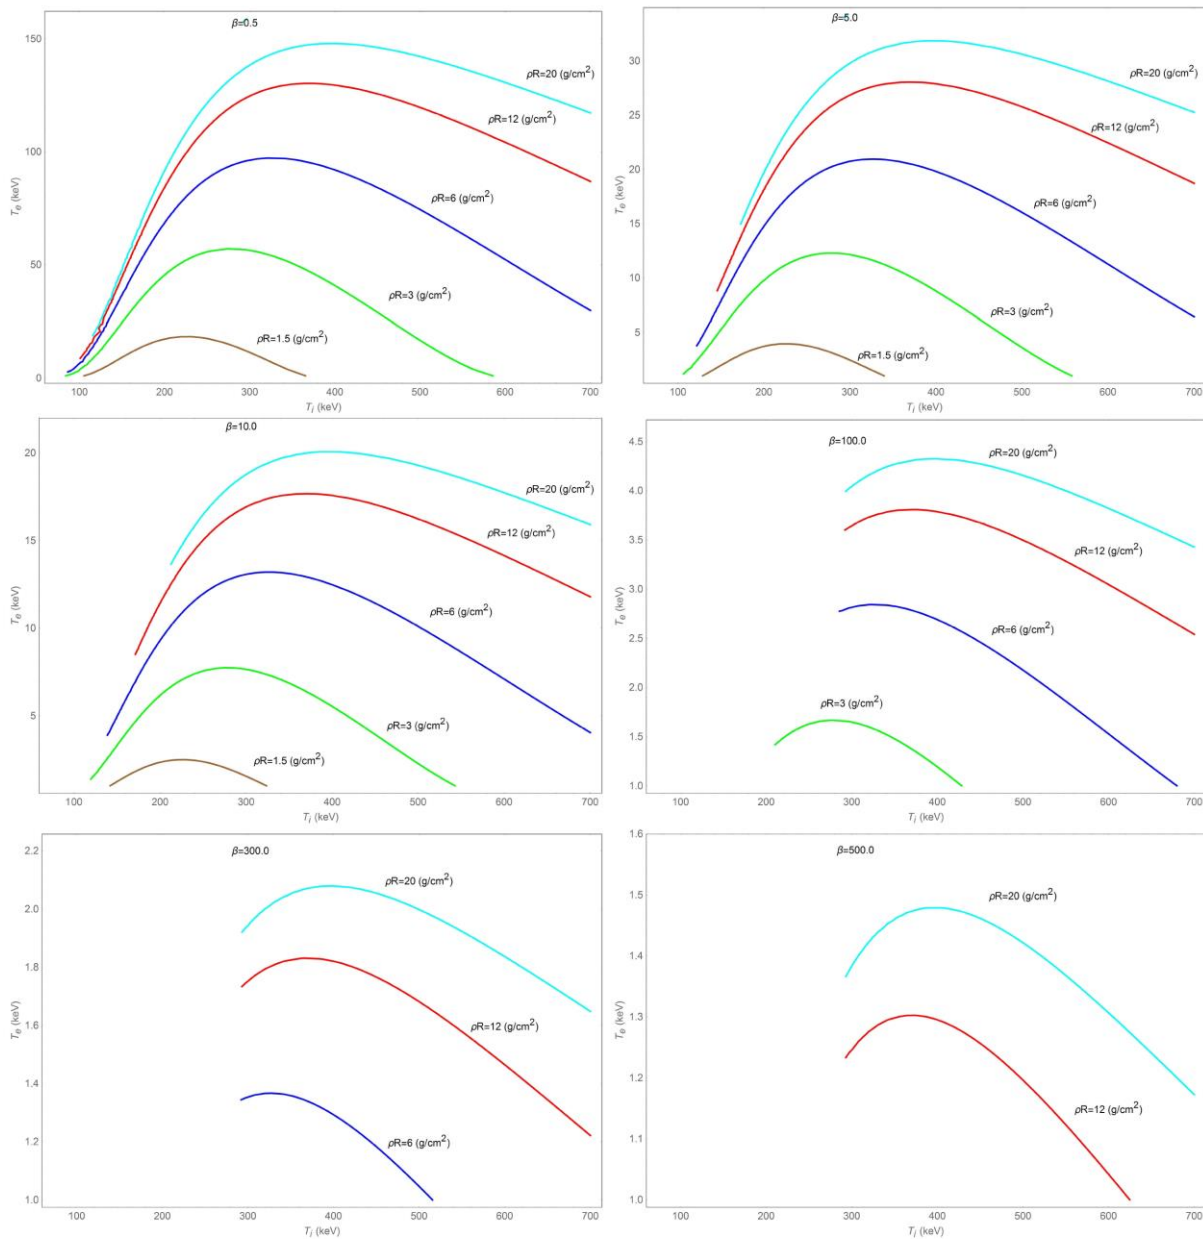 β=0.5
150
100
50
0
T_e (keV)
ρR=20 (g/cm²)
ρR=12 (g/cm²)
ρR=6 (g/cm²)
ρR=3 (g/cm²)
ρR=1.5 (g/cm²)
100 200 300 400 500 600 700
T_i (keV)
β=5.0
30
25
20
15
10
5
T_e (keV)
ρR=20 (g/cm²)
ρR=12 (g/cm²)
ρR=6 (g/cm²)
ρR=3 (g/cm²)
ρR=1.5 (g/cm²)
100 200 300 400 500 600 700
T_i (keV)
β=10.0
20
15
10
5
T_e (keV)
ρR=20 (g/cm²)
ρR=12 (g/cm²)
ρR=6 (g/cm²)
ρR=3 (g/cm²)
ρR=1.5 (g/cm²)
100 200 300 400 500 600 700
T_i (keV)
β=100.0
4.5
4.0
3.5
3.0
2.5
2.0
1.5
1.0
T_e (keV)
ρR=20 (g/cm²)
ρR=12 (g/cm²)
ρR=6 (g/cm²)
ρR=3 (g/cm²)
100 200 300 400 500 600 700
T_i (keV)
β=300.0
2.2
2.0
1.8
1.6
1.4
1.2
1.0
T_e (keV)
ρR=20 (g/cm²)
ρR=12 (g/cm²)
ρR=6 (g/cm²)
100 200 300 400 500 600 700
T_i (keV)
β=500.0
1.6
1.5
1.4
1.3
1.2
1.1
1.0
T_e (keV)
ρR=20 (g/cm²)
ρR=12 (g/cm²)
100 200 300 400 500 600 700
T_i (keV)